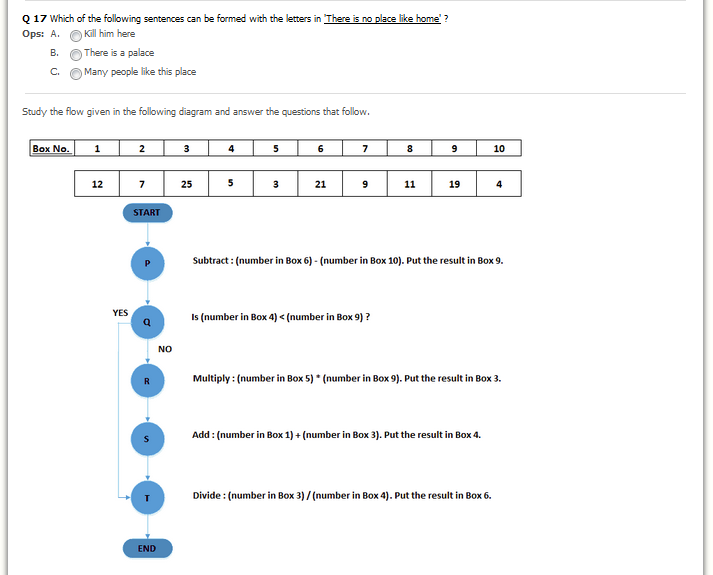 Q 17 Which of the following sentences can be formed with the letters in 'There is no place like home' ?
Ops: A. Kill him here
B. There is a palace
C. Many people like this place
Study the flow given in the following diagram and answer the questions that follow.
Box No. 1 2 3 4 5 6 7 8 9 10
12 7 25 5 3 21 9 11 19 4
START
P Subtract : (number in Box 6) - (number in Box 10). Put the result in Box 9.
YES
Q Is (number in Box 4) < (number in Box 9) ?
NO
R Multiply : (number in Box 5) * (number in Box 9). Put the result in Box 3.
S Add : (number in Box 1) + (number in Box 3). Put the result in Box 4.
T Divide : (number in Box 3) / (number in Box 4). Put the result in Box 6.
END